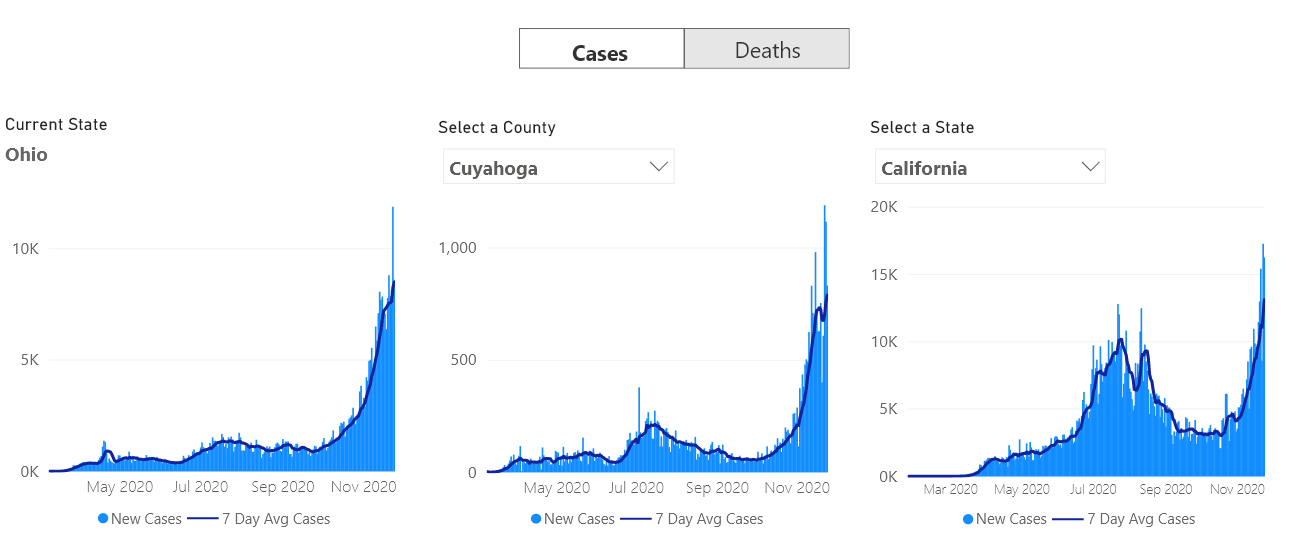 Cases Deaths
Current State
Ohio
10K
5K
0K
May 2020 Jul 2020 Sep 2020 Nov 2020
New Cases 7 Day Avg Cases
Select a County
Cuyahoga
1,000
500
0
May 2020 Jul 2020 Sep 2020 Nov 2020
New Cases 7 Day Avg Cases
Select a State
California
20K
15K
10K
5K
0K
Mar 2020 May 2020 Jul 2020 Sep 2020 Nov 2020
New Cases 7 Day Avg Cases